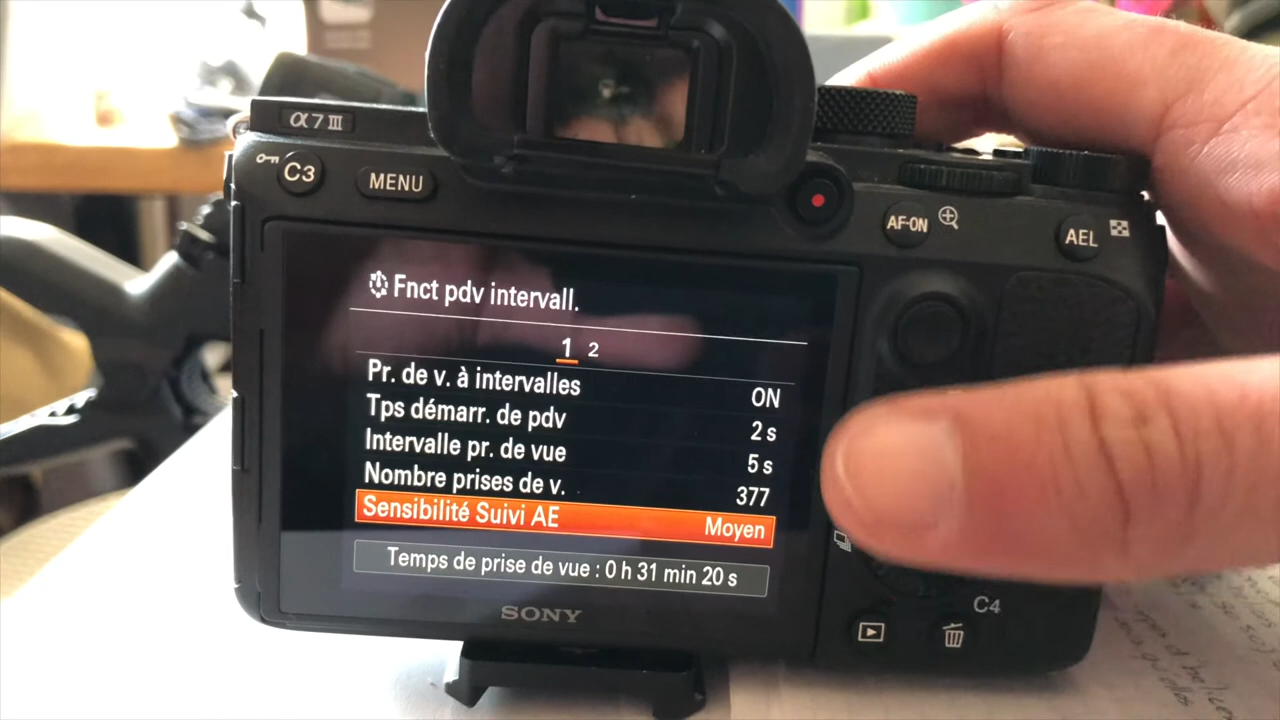 α7III
C3
MENU
AF-ON
AEL
Fnct pdv intervall.
1 2
Pr. de v. à intervalles ON
Tps démarr. de pdv 2 s
Intervalle pr. de vue 5 s
Nombre prises de v. 377
Sensibilité Suivi AE Moyen
Temps de prise de vue : 0 h 31 min 20 s
SONY
C4